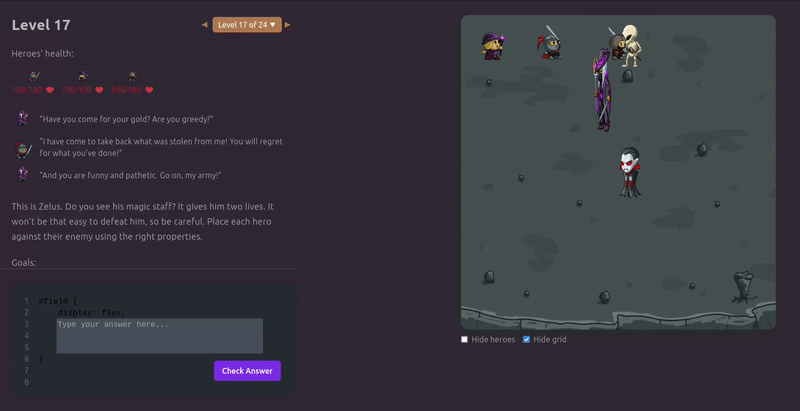 Level 17
Level 17 of 24
Heroes' health:
100/100 100/100 100/100
"Have you come for your gold? Are you greedy?"
"I have come to take back what was stolen from me! You will regret
for what you've done!"
"And you are funny and pathetic. Go on, my army!"
This is Zelus. Do you see his magic staff? It gives him two lives. It
won't be that easy to defeat him, so be careful. Place each hero
against their enemy using the right properties.
Goals:
1 #field {
2 display: flex;
3 Type your answer here...
4
5
6 }
7
8
Check Answer
Hide heroes Hide grid